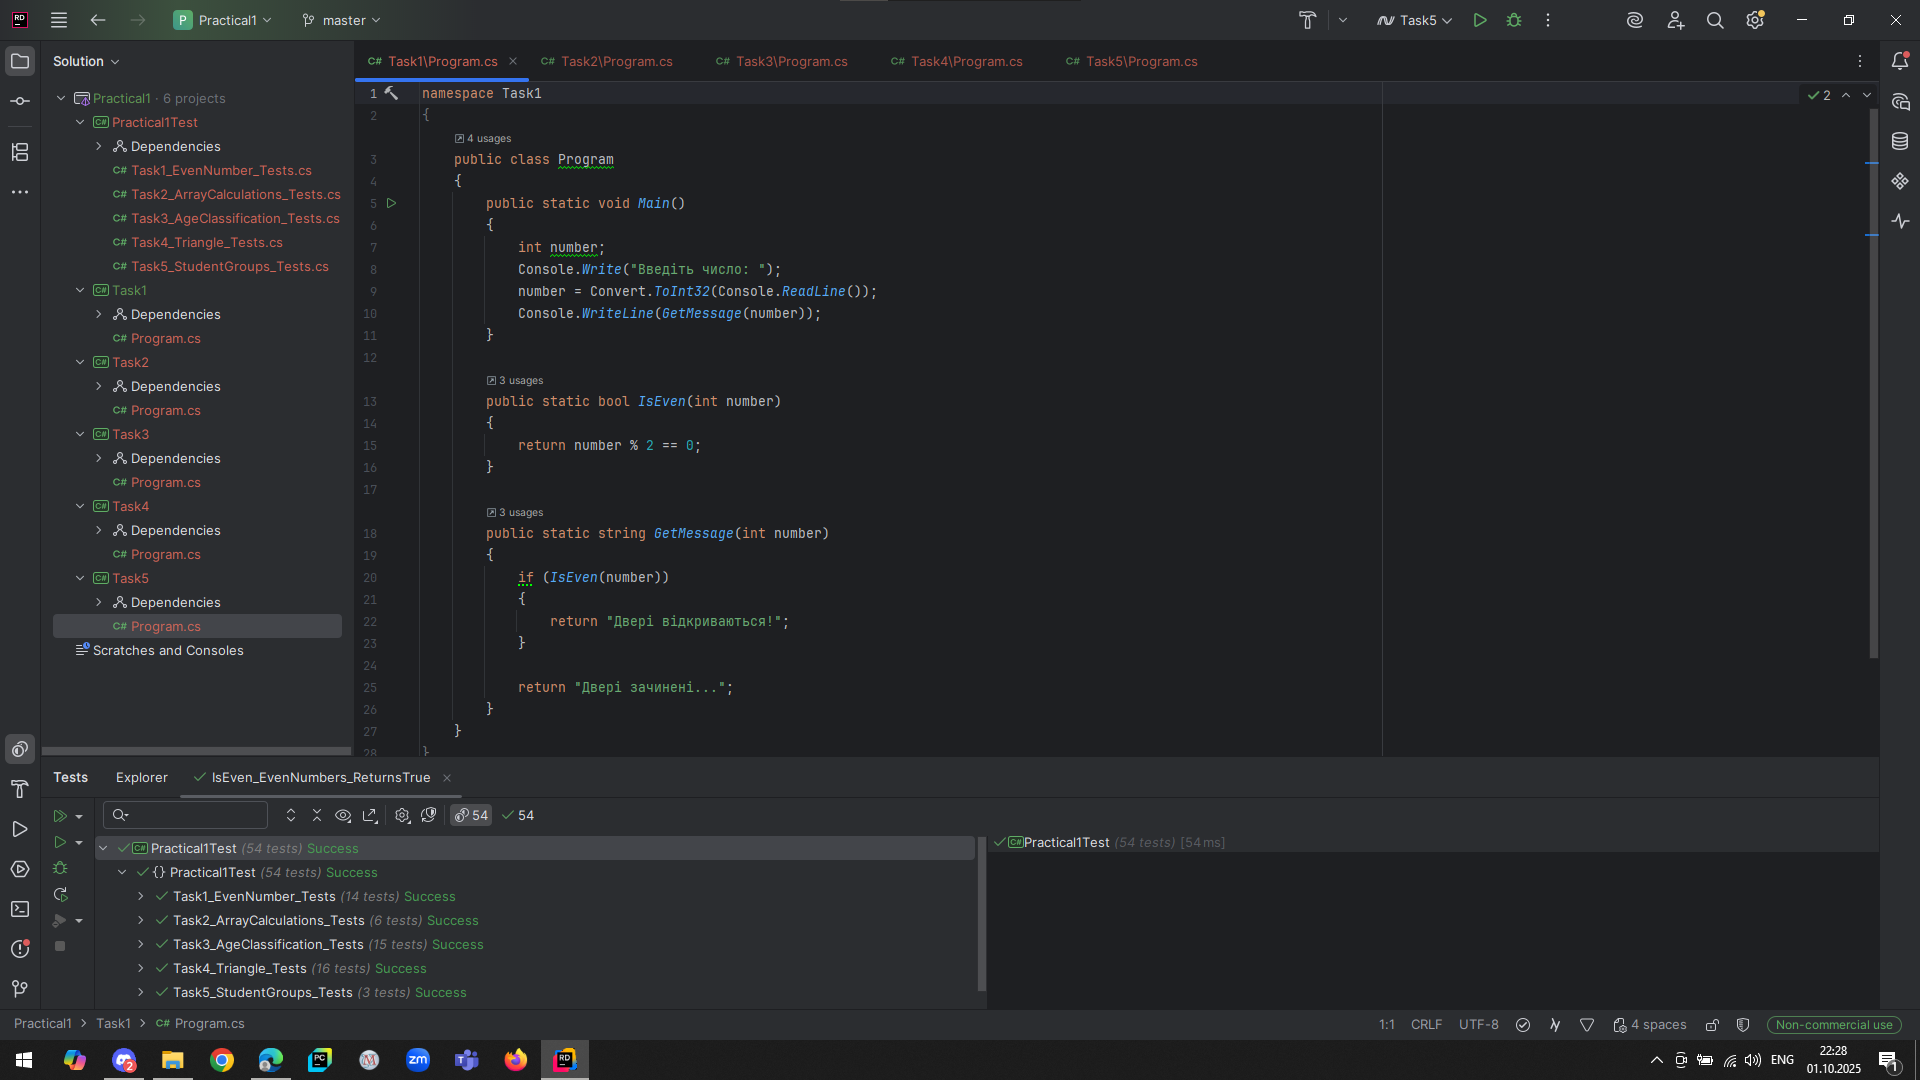 Practical1
master
Task5
Solution
Task1\Program.cs
Task2\Program.cs
Task3\Program.cs
Task4\Program.cs
Task5\Program.cs
Practical1 · 6 projects
Practical1Test
Dependencies
Task1_EvenNumber_Tests.cs
Task2_ArrayCalculations_Tests.cs
Task3_AgeClassification_Tests.cs
Task4_Triangle_Tests.cs
Task5_StudentGroups_Tests.cs
Task1
Dependencies
C# Program.cs
Task2
Dependencies
C# Program.cs
Task3
Dependencies
C# Program.cs
Task4
Dependencies
C# Program.cs
Task5
Dependencies
C# Program.cs
Scratches and Consoles
1 namespace Task1
2 {
4 usages
3 public class Program
4 {
5 public static void Main()
6 {
7 int number;
8 Console.Write("Введіть число: ");
9 number = Convert.ToInt32(Console.ReadLine());
10 Console.WriteLine(GetMessage(number));
11 }
12
3 usages
13 public static bool IsEven(int number)
14 {
15 return number % 2 == 0;
16 }
17
3 usages
18 public static string GetMessage(int number)
19 {
20 if (IsEven(number))
21 {
22 return "Двері відкриваються!";
23 }
24
25 return "Двері зачинені...";
26 }
27 }
28 }
2
Tests
Explorer
IsEven_EvenNumbers_ReturnsTrue
54
54
Practical1Test (54 tests) Success
{} Practical1Test (54 tests) Success
Task1_EvenNumber_Tests (14 tests) Success
Task2_ArrayCalculations_Tests (6 tests) Success
Task3_AgeClassification_Tests (15 tests) Success
Task4_Triangle_Tests (16 tests) Success
Task5_StudentGroups_Tests (3 tests) Success
Practical1Test (54 tests) [54 ms]
Practical1 > Task1 > C# Program.cs
1:1
CRLF
UTF-8
4 spaces
Non-commercial use
ENG
22:28
01.10.2025